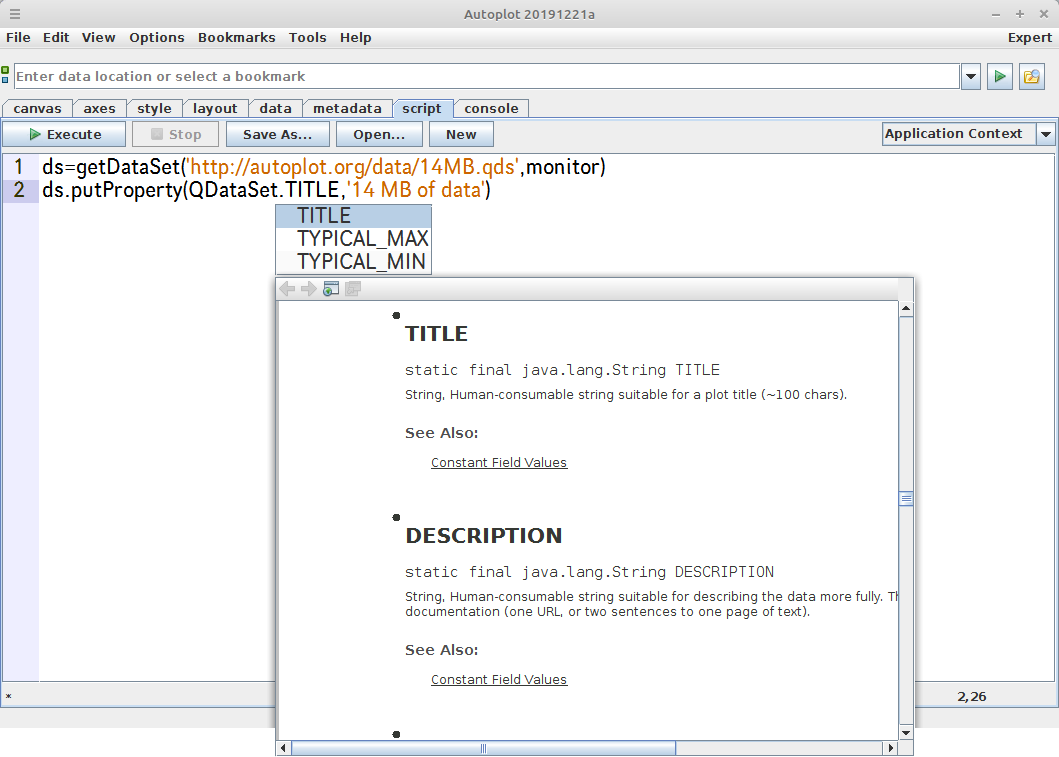 Autoplot 20191221a
File Edit View Options Bookmarks Tools Help Expert
Enter data location or select a bookmark
canvas axes style layout data metadata script console
Execute Stop Save As... Open... New Application Context
1 ds=getDataSet('http://autoplot.org/data/14MB.qds',monitor)
2 ds.putProperty(QDataSet.TITLE,'14 MB of data')
TITLE
TYPICAL_MAX
TYPICAL_MIN
TITLE
static final java.lang.String TITLE
String, Human-consumable string suitable for a plot title (~100 chars).
See Also:
Constant Field Values
DESCRIPTION
static final java.lang.String DESCRIPTION
String, Human-consumable string suitable for describing the data more fully.
documentation (one URL, or two sentences to one page of text).
See Also:
Constant Field Values
* 2,26